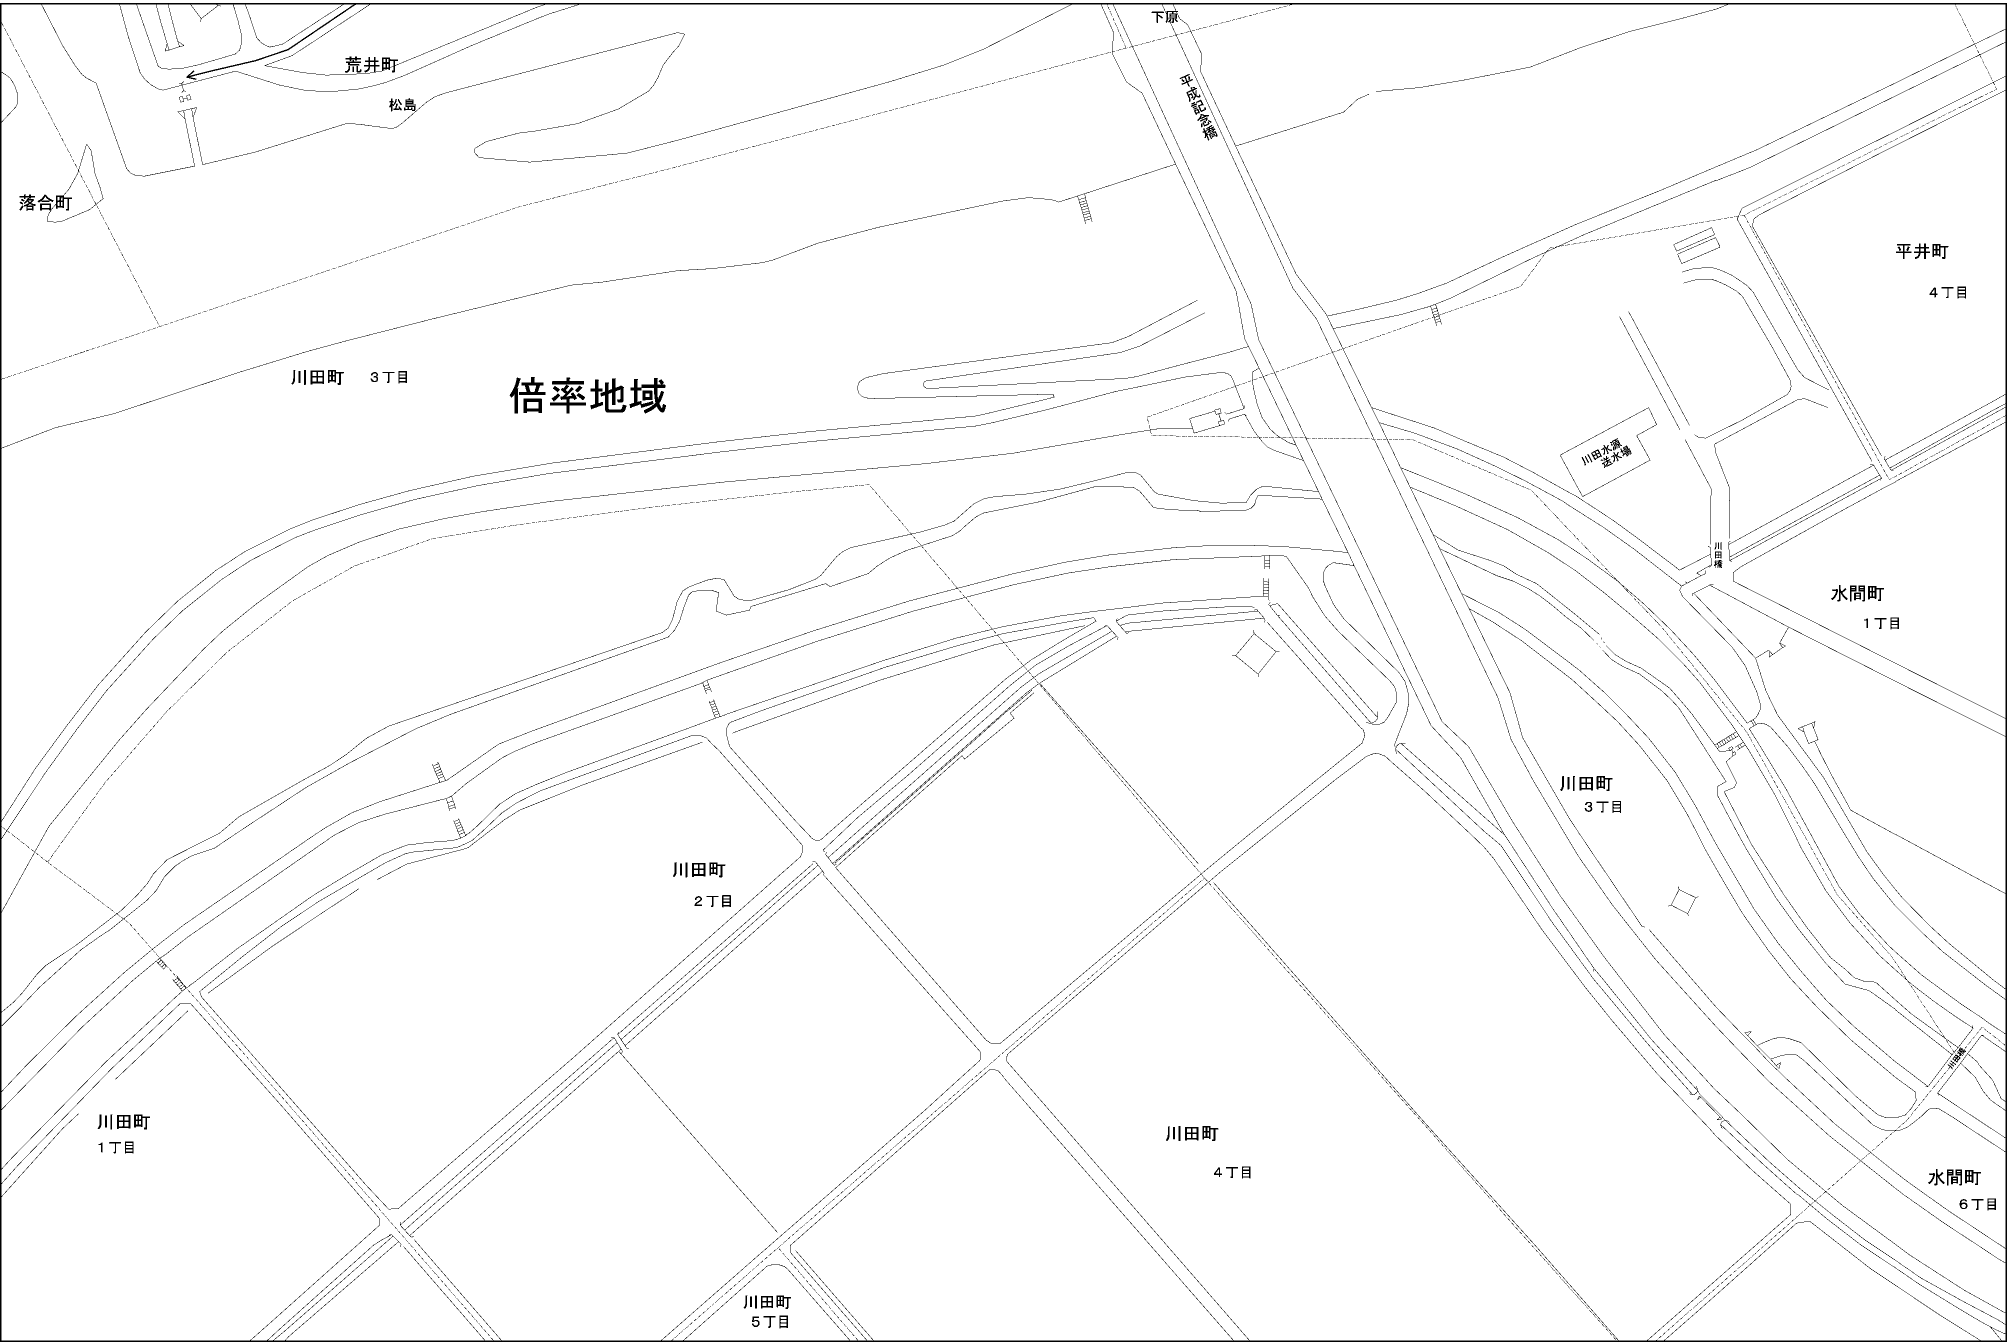 下原
荒井町
松島
平成記念橋
落合町
平井町
4丁目
川田町 3丁目
倍率地域
川田水源
送水場
川田橋
水間町
1丁目
川田町
3丁目
川田町
2丁目
川田町
1丁目
川田町
4丁目
水間町
6丁目
川田町
5丁目